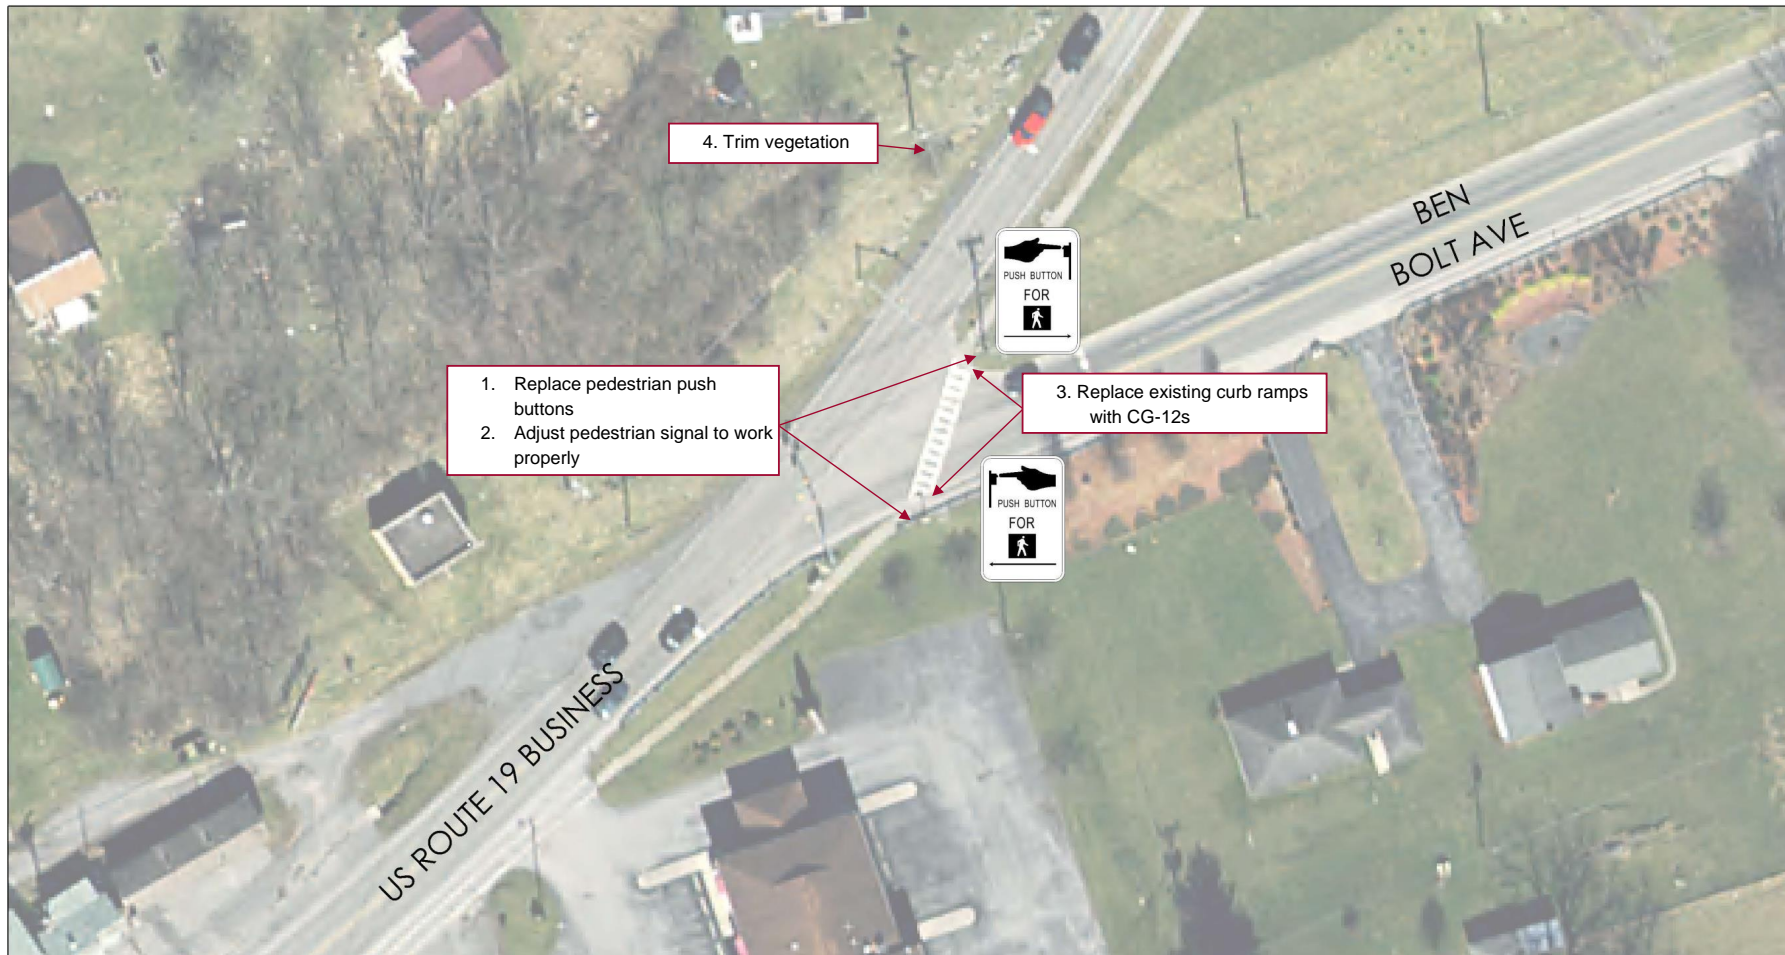 4. Trim vegetation
BEN
BOLT AVE
PUSH BUTTON
FOR
1. Replace pedestrian push
buttons
2. Adjust pedestrian signal to work
properly
3. Replace existing curb ramps
with CG-12s
PUSH BUTTON
FOR
US ROUTE 19 BUSINESS